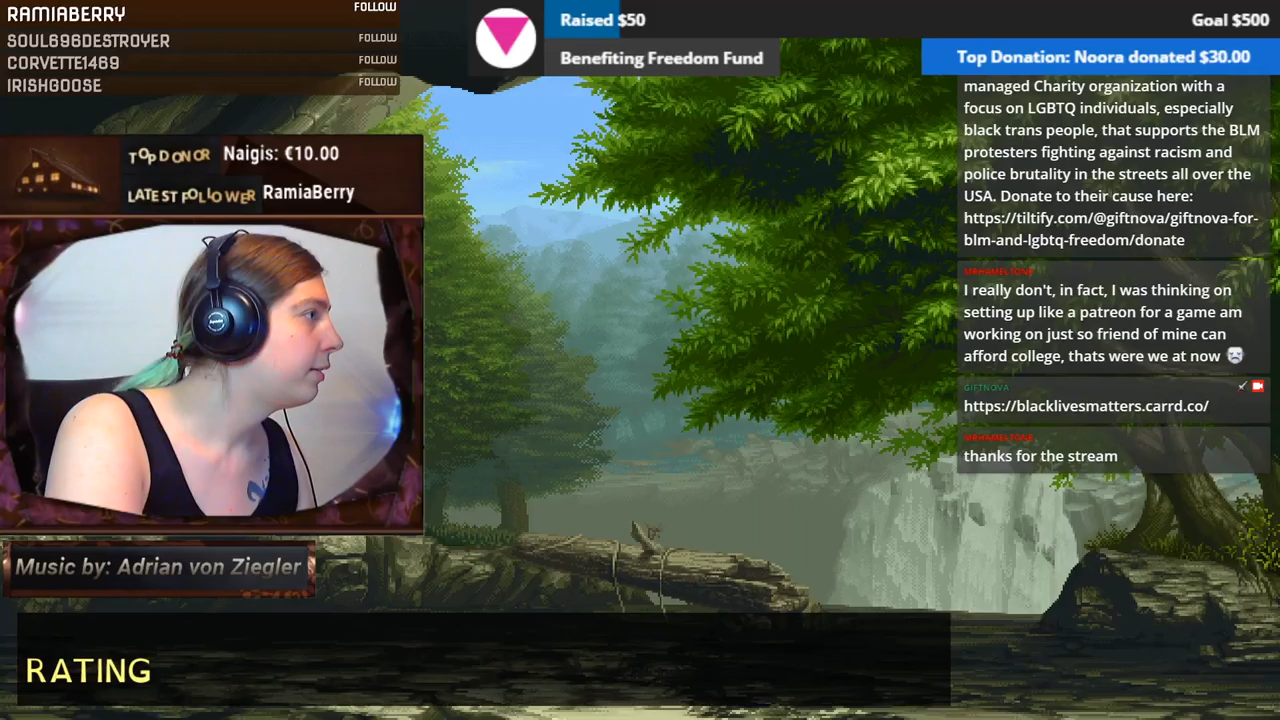 RAMIABERRY FOLLOW
SOUL696DESTROYER FOLLOW
CORVETTE1469 FOLLOW
IRISHGOOSE FOLLOW
Raised $50 Goal $500
Benefiting Freedom Fund
Top Donation: Noora donated $30.00
TOP DONOR Naigis: €10.00
LATEST FOLLOWER RamiaBerry
managed Charity organization with a
focus on LGBTQ individuals, especially
black trans people, that supports the BLM
protesters fighting against racism and
police brutality in the streets all over the
USA. Donate to their cause here:
https://tiltify.com/@giftnova/giftnova-for-
blm-and-lgbtq-freedom/donate
MRHAMELTONE
I really don't, in fact, I was thinking on
setting up like a patreon for a game am
working on just so friend of mine can
afford college, thats were we at now
GIFTNOVA
https://blacklivesmatters.carrd.co/
MRHAMELTONE
thanks for the stream
Music by: Adrian von Ziegler
RATING